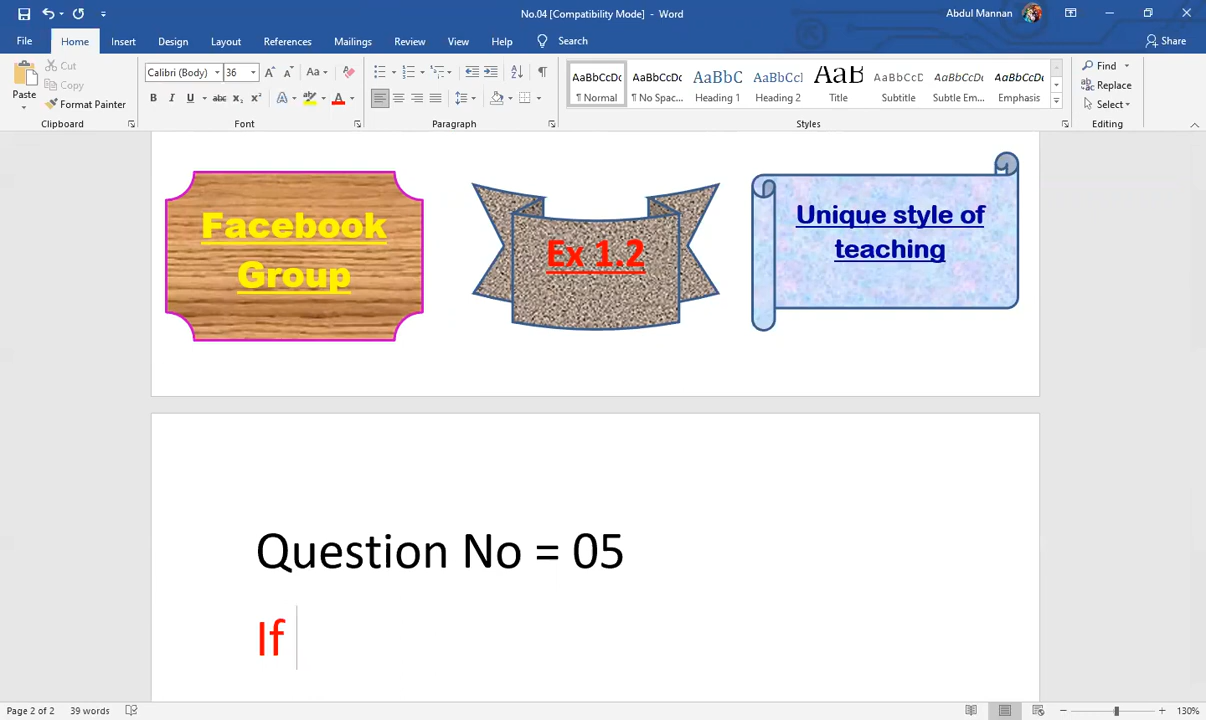 No.04 [Compatibility Mode] - Word
Abdul Mannan
File Home Insert Design Layout References Mailings Review View Help Search Share
Paste
Cut
Copy
Format Painter
Clipboard
Calibri (Body) 36
Font
Paragraph
AaBbCcDc AaBbCcDc AaBbC AaBbCcI AaB AaBbCcD AaBbCcDc AaBbCcDc
¶ Normal ¶ No Spac... Heading 1 Heading 2 Title Subtitle Subtle Em... Emphasis
Styles
Find
Replace
Select
Editing
Facebook
Group
Ex 1.2
Unique style of
teaching
Question No = 05
If
Page 2 of 2 39 words 130%